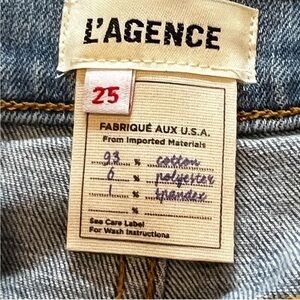 L'AGENCE
25
FABRIQUÉ AUX U.S.A.
From Imported Materials
93 % cotton
6 % polyester
1 % spandex
%
See Care Label
For Wash Instructions